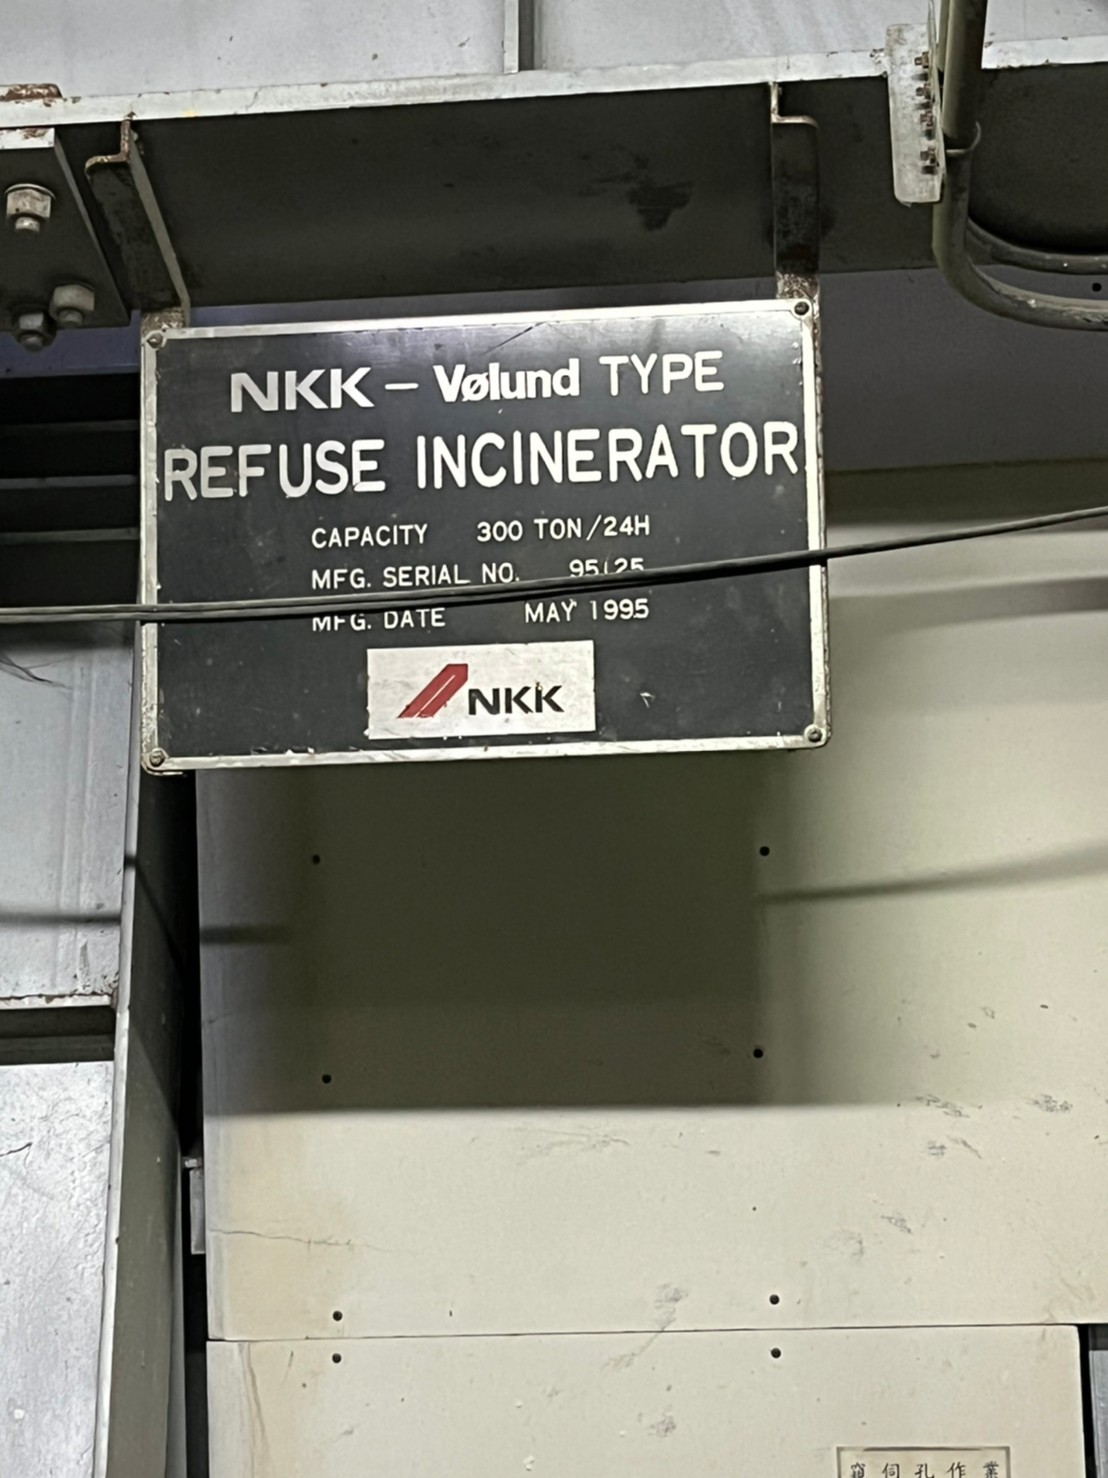 NKK – Vølund TYPE
REFUSE INCINERATOR
CAPACITY 300 TON/24H
MFG. SERIAL NO. 95125
MFG. DATE MAY 1995
NKK
窺伺孔作業